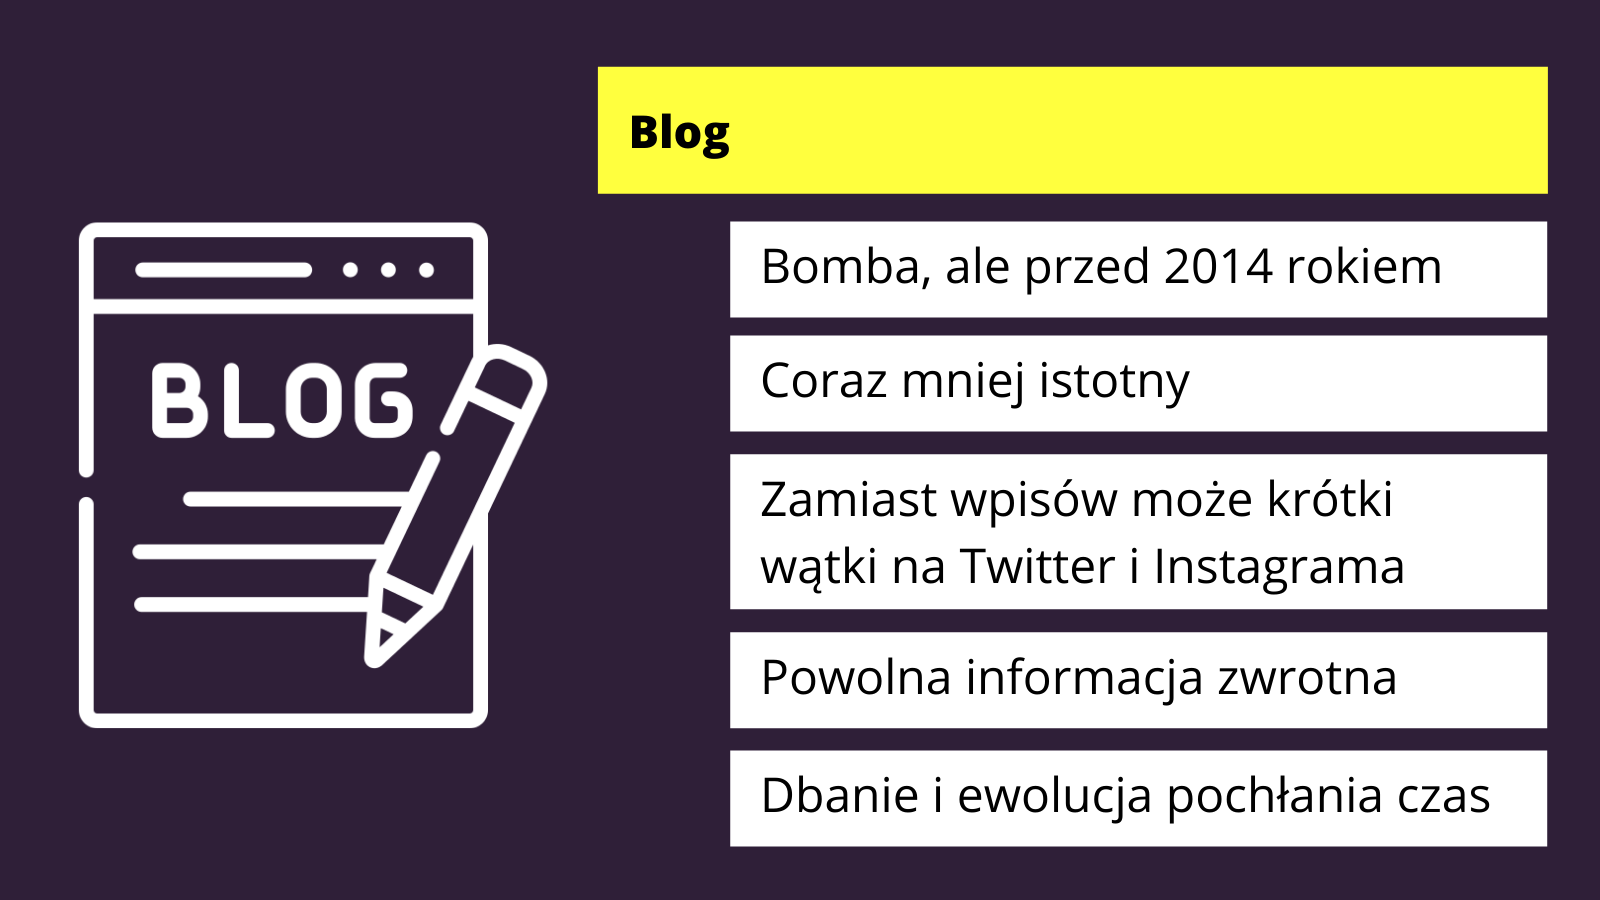 Blog
BLOG
Bomba, ale przed 2014 rokiem
Coraz mniej istotny
Zamiast wpisów może krótki
wątki na Twitter i Instagrama
Powolna informacja zwrotna
Dbanie i ewolucja pochłania czas